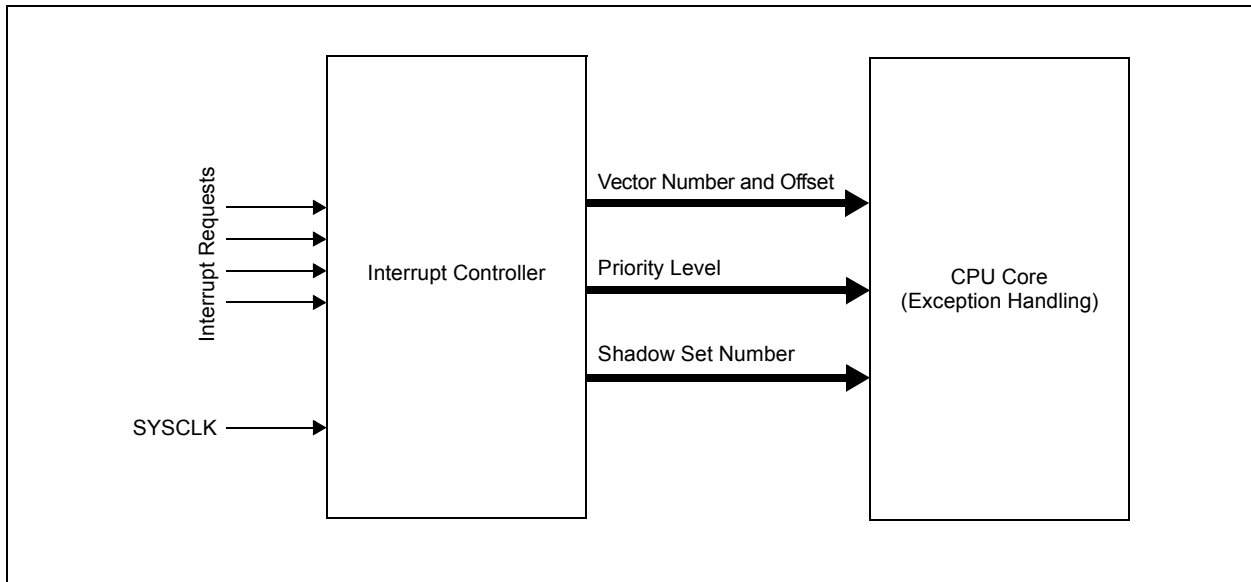 Interrupt Requests
SYSCLK
Interrupt Controller
Vector Number and Offset
Priority Level
Shadow Set Number
CPU Core
(Exception Handling)